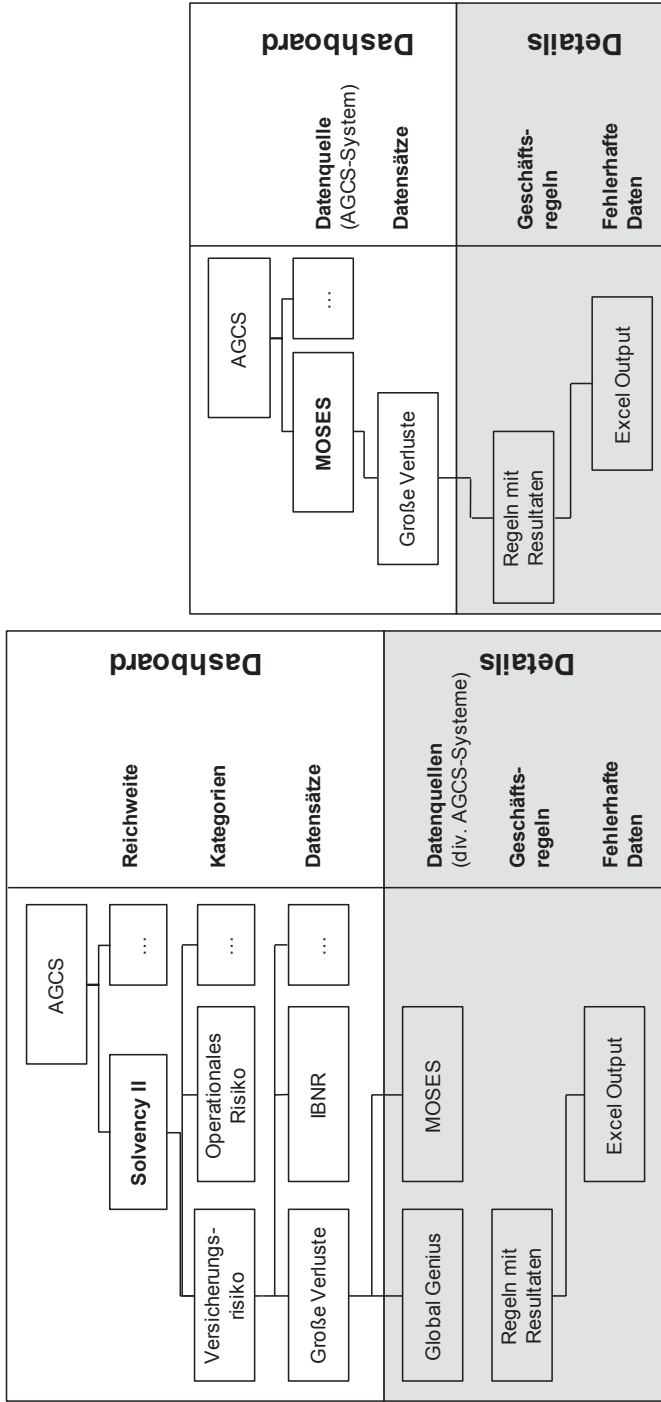 AGCS
Solvency II
…
Reichweite
Versicherungs-
risiko
Operationales
Risiko
…
Kategorien
Große Verluste
IBNR
…
Datensätze
Dashboard
Global Genius
MOSES
Datenquellen
(div. AGCS-Systeme)
Regeln mit
Resultaten
Geschäfts-
regeln
Excel Output
Fehlerhafte
Daten
Details
AGCS
MOSES
…
Datenquelle
(AGCS-System)
Große Verluste
Datensätze
Dashboard
Regeln mit
Resultaten
Geschäfts-
regeln
Excel Output
Fehlerhafte
Daten
Details